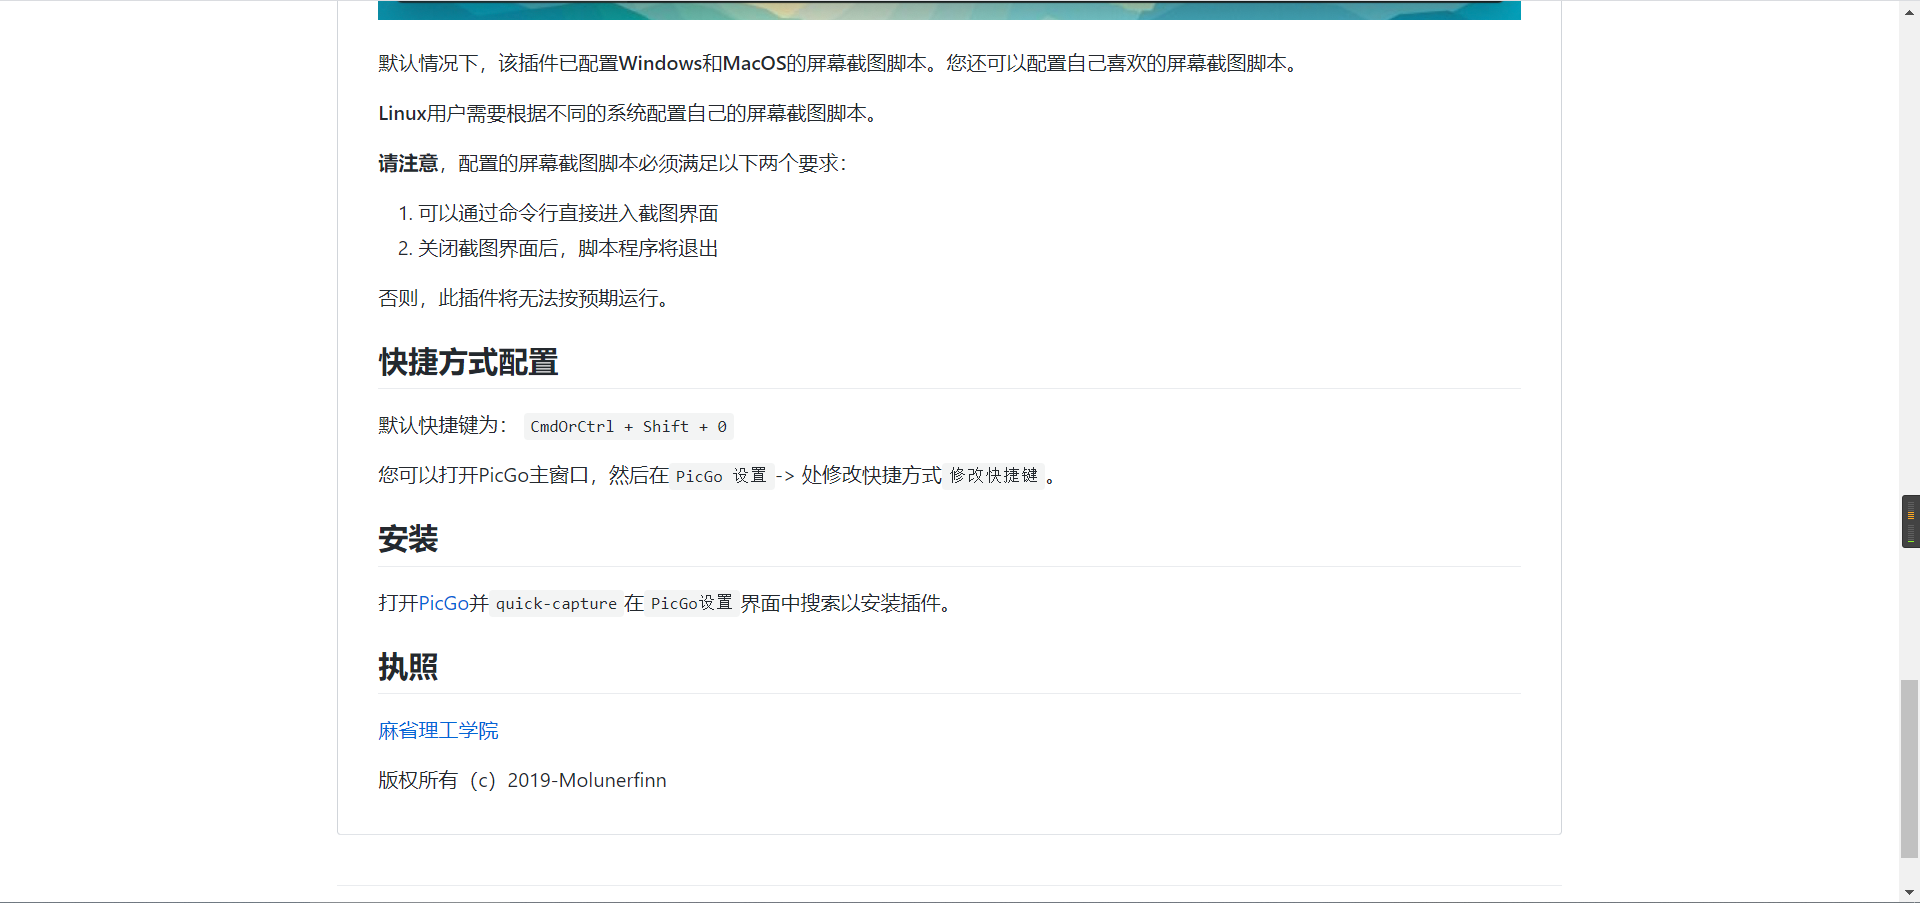 默认情况下，该插件已配置Windows和MacOS的屏幕截图脚本。您还可以配置自己喜欢的屏幕截图脚本。
Linux用户需要根据不同的系统配置自己的屏幕截图脚本。
请注意，配置的屏幕截图脚本必须满足以下两个要求：
1. 可以通过命令行直接进入截图界面
2. 关闭截图界面后，脚本程序将退出
否则，此插件将无法按预期运行。
快捷方式配置
默认快捷键为： CmdOrCtrl + Shift + 0
您可以打开PicGo主窗口，然后在 PicGo 设置 -> 处修改快捷方式 修改快捷键 。
安装
打开PicGo并 quick-capture 在 PicGo设置 界面中搜索以安装插件。
执照
麻省理工学院
版权所有（c）2019-Molunerfinn